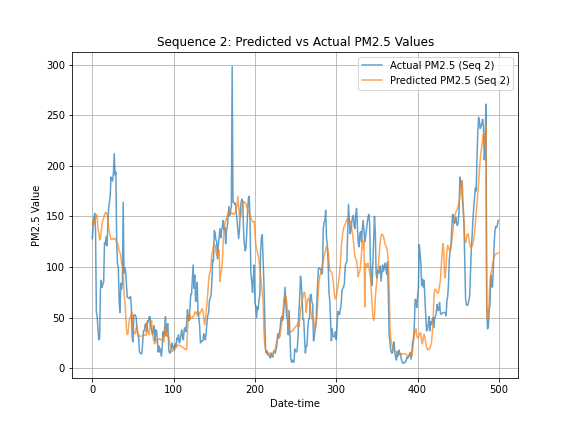 Sequence 2: Predicted vs Actual PM2.5 Values
Actual PM2.5 (Seq 2)
Predicted PM2.5 (Seq 2)
PM2.5 Value
300
250
200
150
100
50
0
0 100 200 300 400 500
Date-time